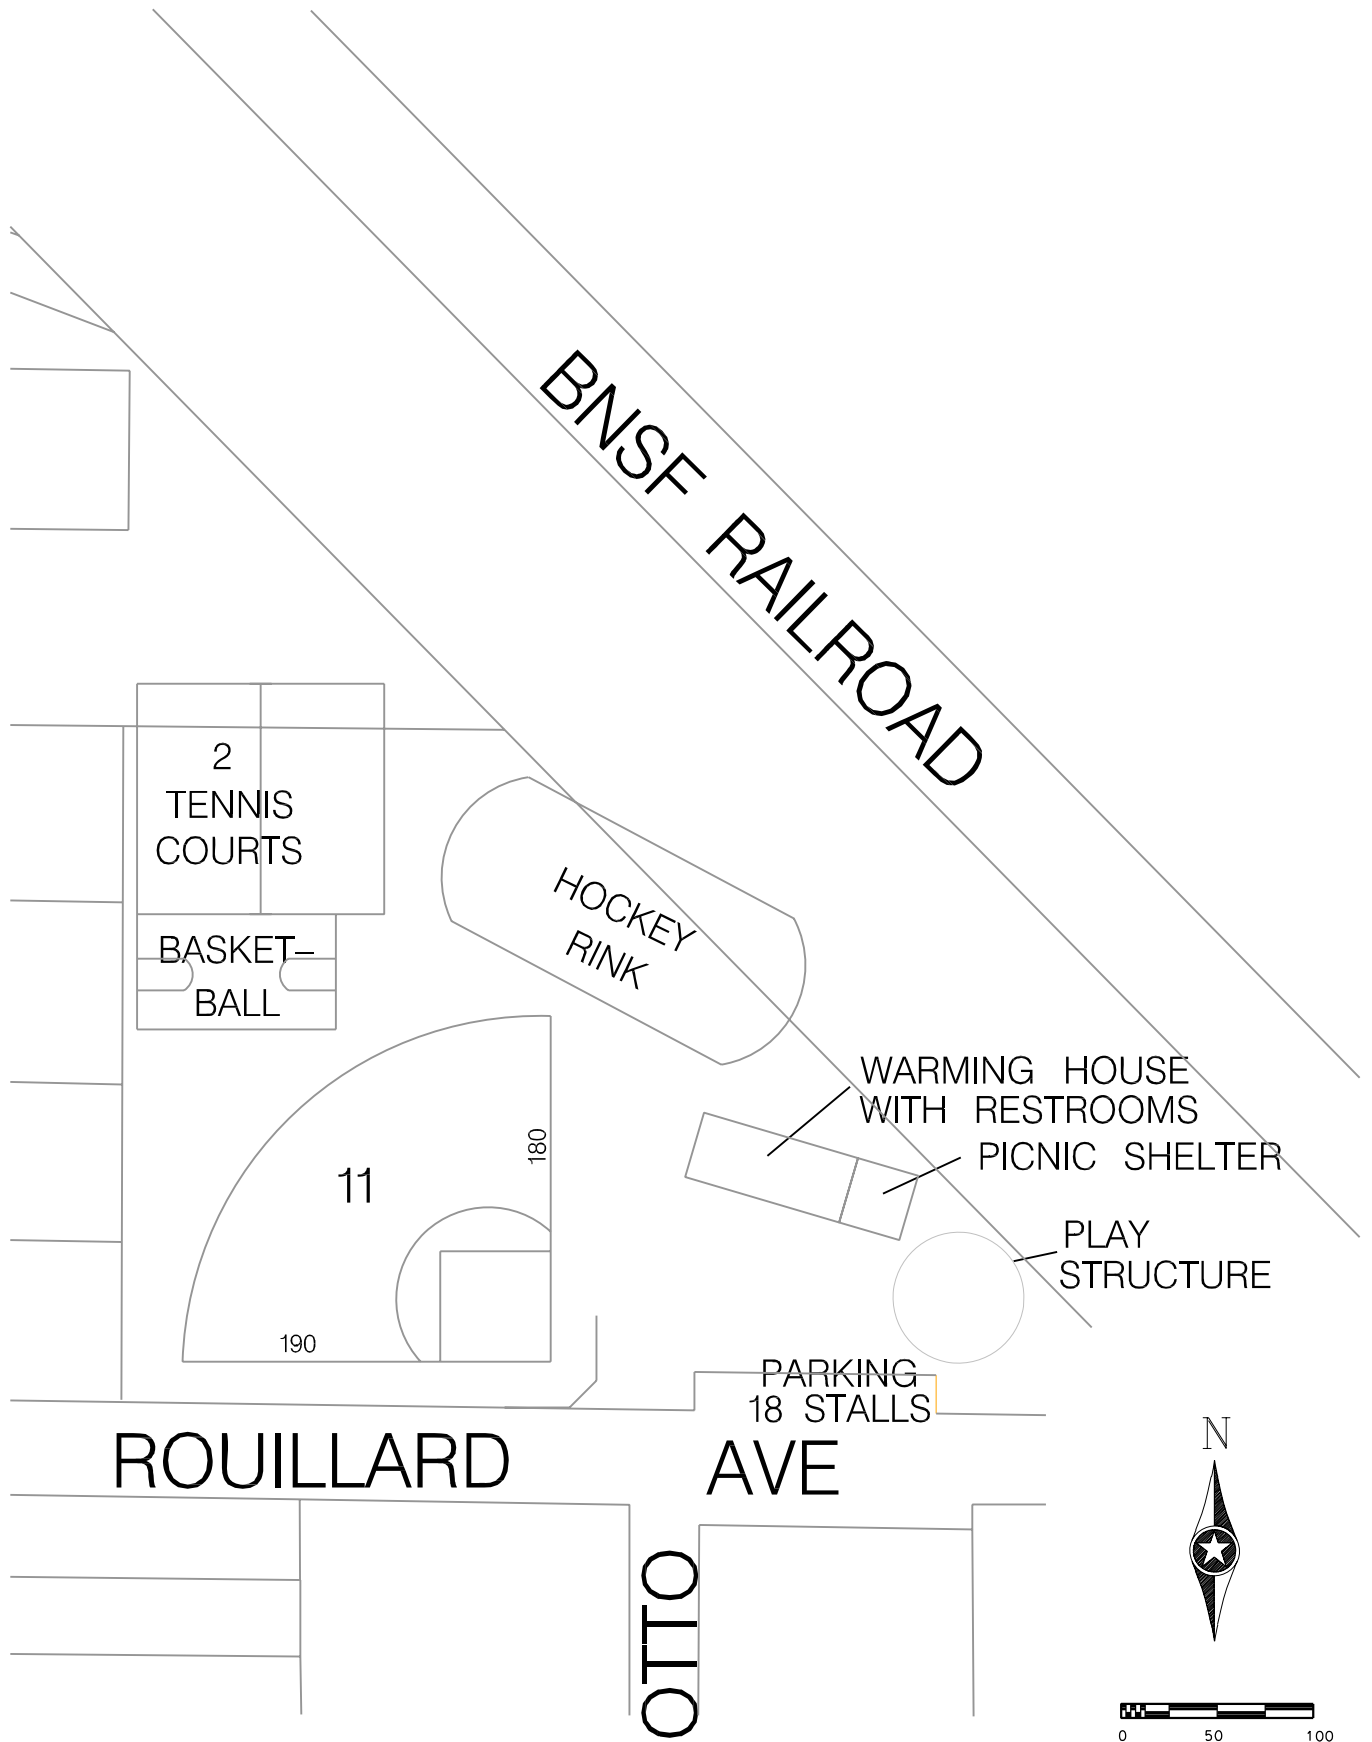 BNSF RAILROAD
2
TENNIS
COURTS
HOCKEY
RINK
BASKET-
BALL
WARMING HOUSE
WITH RESTROOMS
PICNIC SHELTER
180
11
PLAY
STRUCTURE
190
PARKING
18 STALLS
ROUILLARD AVE
OTTO
N
0 50 100